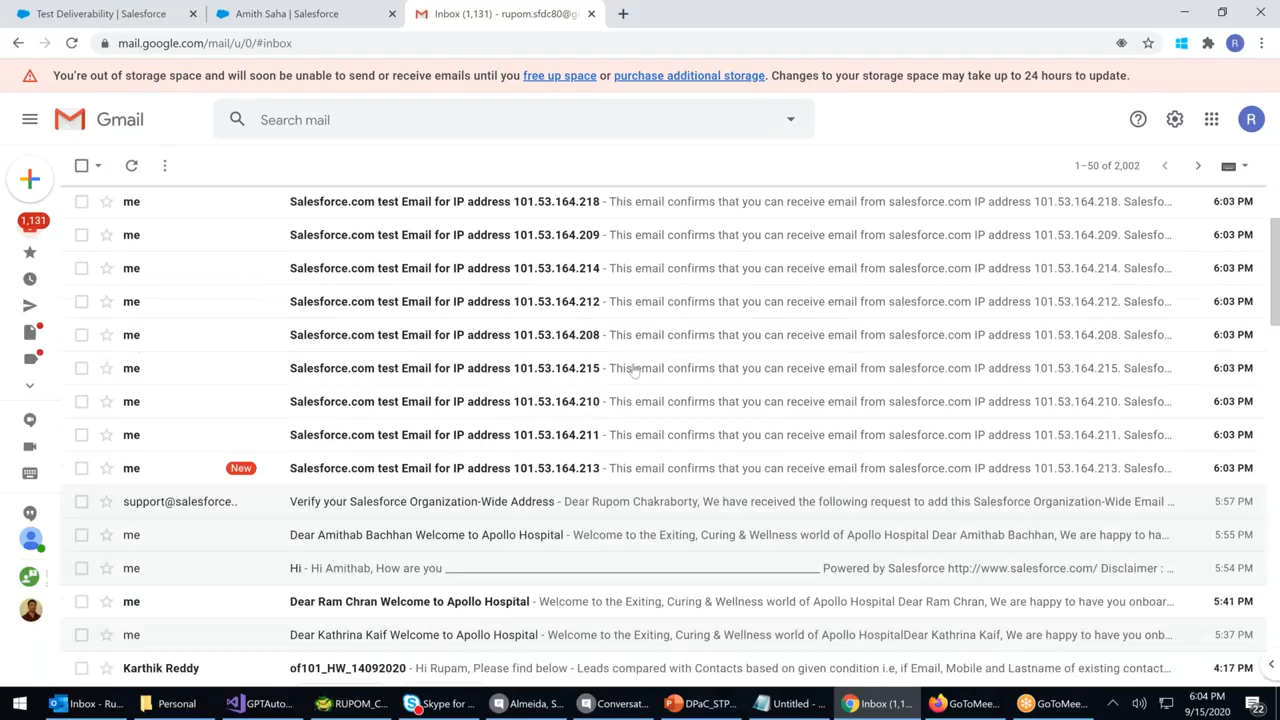 Test Deliverability | Salesforce
Amith Saha | Salesforce
Inbox (1,131) - rupom.sfdc80@g
mail.google.com/mail/u/0/#inbox
R
You're out of storage space and will soon be unable to send or receive emails until you free up space or purchase additional storage. Changes to your storage space may take up to 24 hours to update.
Gmail
Search mail
R
1–50 of 2,002
1,131
me Salesforce.com test Email for IP address 101.53.164.218 - This email confirms that you can receive email from salesforce.com IP address 101.53.164.218. Salesfo... 6:03 PM
me Salesforce.com test Email for IP address 101.53.164.209 - This email confirms that you can receive email from salesforce.com IP address 101.53.164.209. Salesfo... 6:03 PM
me Salesforce.com test Email for IP address 101.53.164.214 - This email confirms that you can receive email from salesforce.com IP address 101.53.164.214. Salesfo... 6:03 PM
me Salesforce.com test Email for IP address 101.53.164.212 - This email confirms that you can receive email from salesforce.com IP address 101.53.164.212. Salesfo... 6:03 PM
me Salesforce.com test Email for IP address 101.53.164.208 - This email confirms that you can receive email from salesforce.com IP address 101.53.164.208. Salesfo... 6:03 PM
me Salesforce.com test Email for IP address 101.53.164.215 - This email confirms that you can receive email from salesforce.com IP address 101.53.164.215. Salesfo... 6:03 PM
me Salesforce.com test Email for IP address 101.53.164.210 - This email confirms that you can receive email from salesforce.com IP address 101.53.164.210. Salesfo... 6:03 PM
me Salesforce.com test Email for IP address 101.53.164.211 - This email confirms that you can receive email from salesforce.com IP address 101.53.164.211. Salesfo... 6:03 PM
me New Salesforce.com test Email for IP address 101.53.164.213 - This email confirms that you can receive email from salesforce.com IP address 101.53.164.213. Salesfo... 6:03 PM
support@salesforce.. Verify your Salesforce Organization-Wide Address - Dear Rupom Chakraborty, We have received the following request to add this Salesforce Organization-Wide Email ... 5:57 PM
me Dear Amithab Bachhan Welcome to Apollo Hospital - Welcome to the Exiting, Curing & Wellness world of Apollo Hospital Dear Amithab Bachhan, We are happy to ha... 5:55 PM
me Hi - Hi Amithab, How are you ____________ Powered by Salesforce http://www.salesforce.com/ Disclaimer : ... 5:54 PM
me Dear Ram Chran Welcome to Apollo Hospital - Welcome to the Exiting, Curing & Wellness world of Apollo Hospital Dear Ram Chran, We are happy to have you onboar... 5:41 PM
me Dear Kathrina Kaif Welcome to Apollo Hospital - Welcome to the Exiting, Curing & Wellness world of Apollo HospitalDear Kathrina Kaif, We are happy to have you onb... 5:37 PM
Karthik Reddy of101_HW_14092020 - Hi Rupam, Please find below - Leads compared with Contacts based on given condition i.e, if Email, Mobile and Lastname of existing contact... 4:17 PM
Inbox - Ru... Personal GPTAuto... RUPOM_C... Skype for ... Almeida, S... Conversat... DPaC_STP... Untitled - ... Inbox (1,1... GoToMee... GoToMee...
6:04 PM
9/15/2020
22